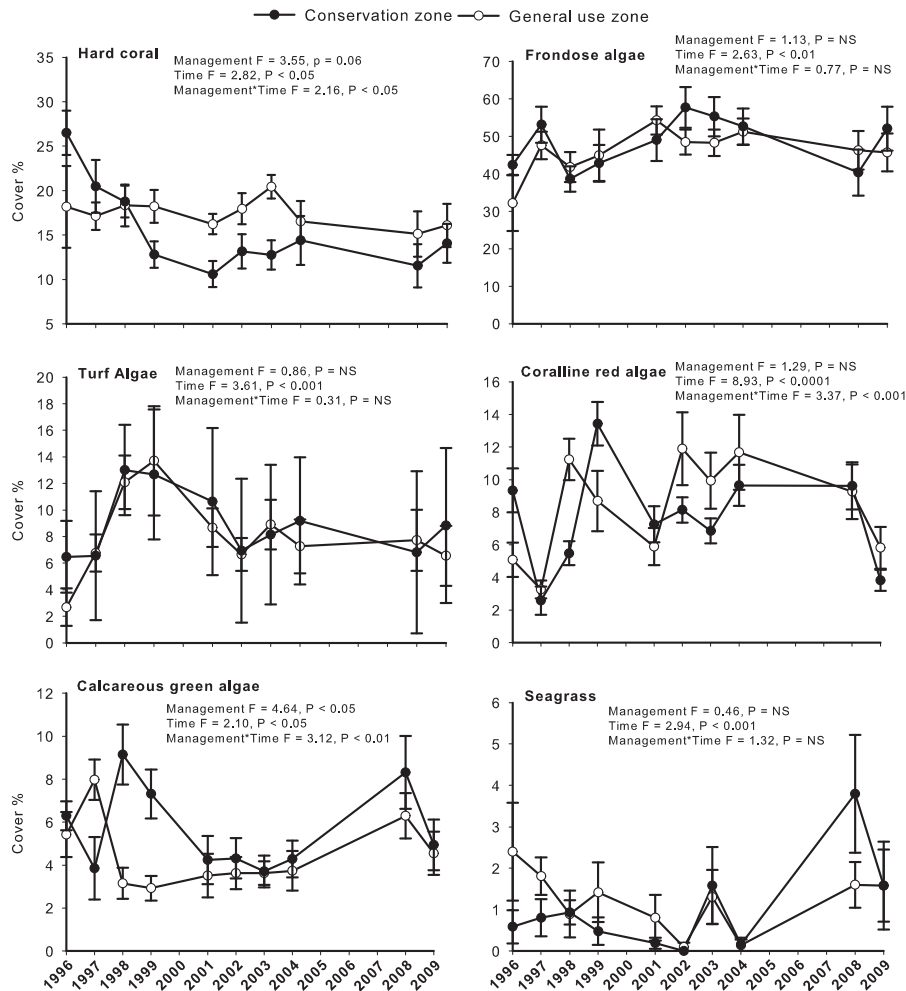 Conservation zone General use zone
Hard coral
Management F = 3.55, p = 0.06
Time F = 2.82, P < 0.05
Management*Time F = 2.16, P < 0.05
Cover %
35
30
25
20
15
10
5
Frondose algae
Management F = 1.13, P = NS
Time F = 2.63, P < 0.01
Management*Time F = 0.77, P = NS
70
60
50
40
30
20
10
0
Turf Algae
Management F = 0.86, P = NS
Time F = 3.61, P < 0.001
Management*Time F = 0.31, P = NS
20
18
16
14
12
10
8
6
4
2
0
Coralline red algae
Management F = 1.29, P = NS
Time F = 8.93, P < 0.0001
Management*Time F = 3.37, P < 0.001
16
14
12
10
8
6
4
2
0
Calcareous green algae
Management F = 4.64, P < 0.05
Time F = 2.10, P < 0.05
Management*Time F = 3.12, P < 0.01
Cover %
12
10
8
6
4
2
0
1996 1997 1998 1999 2000 2001 2002 2003 2004 2005 2006 2007 2008 2009
Seagrass
Management F = 0.46, P = NS
Time F = 2.94, P < 0.001
Management*Time F = 1.32, P = NS
6
5
4
3
2
1
0
1996 1997 1998 1999 2000 2001 2002 2003 2004 2005 2006 2007 2008 2009